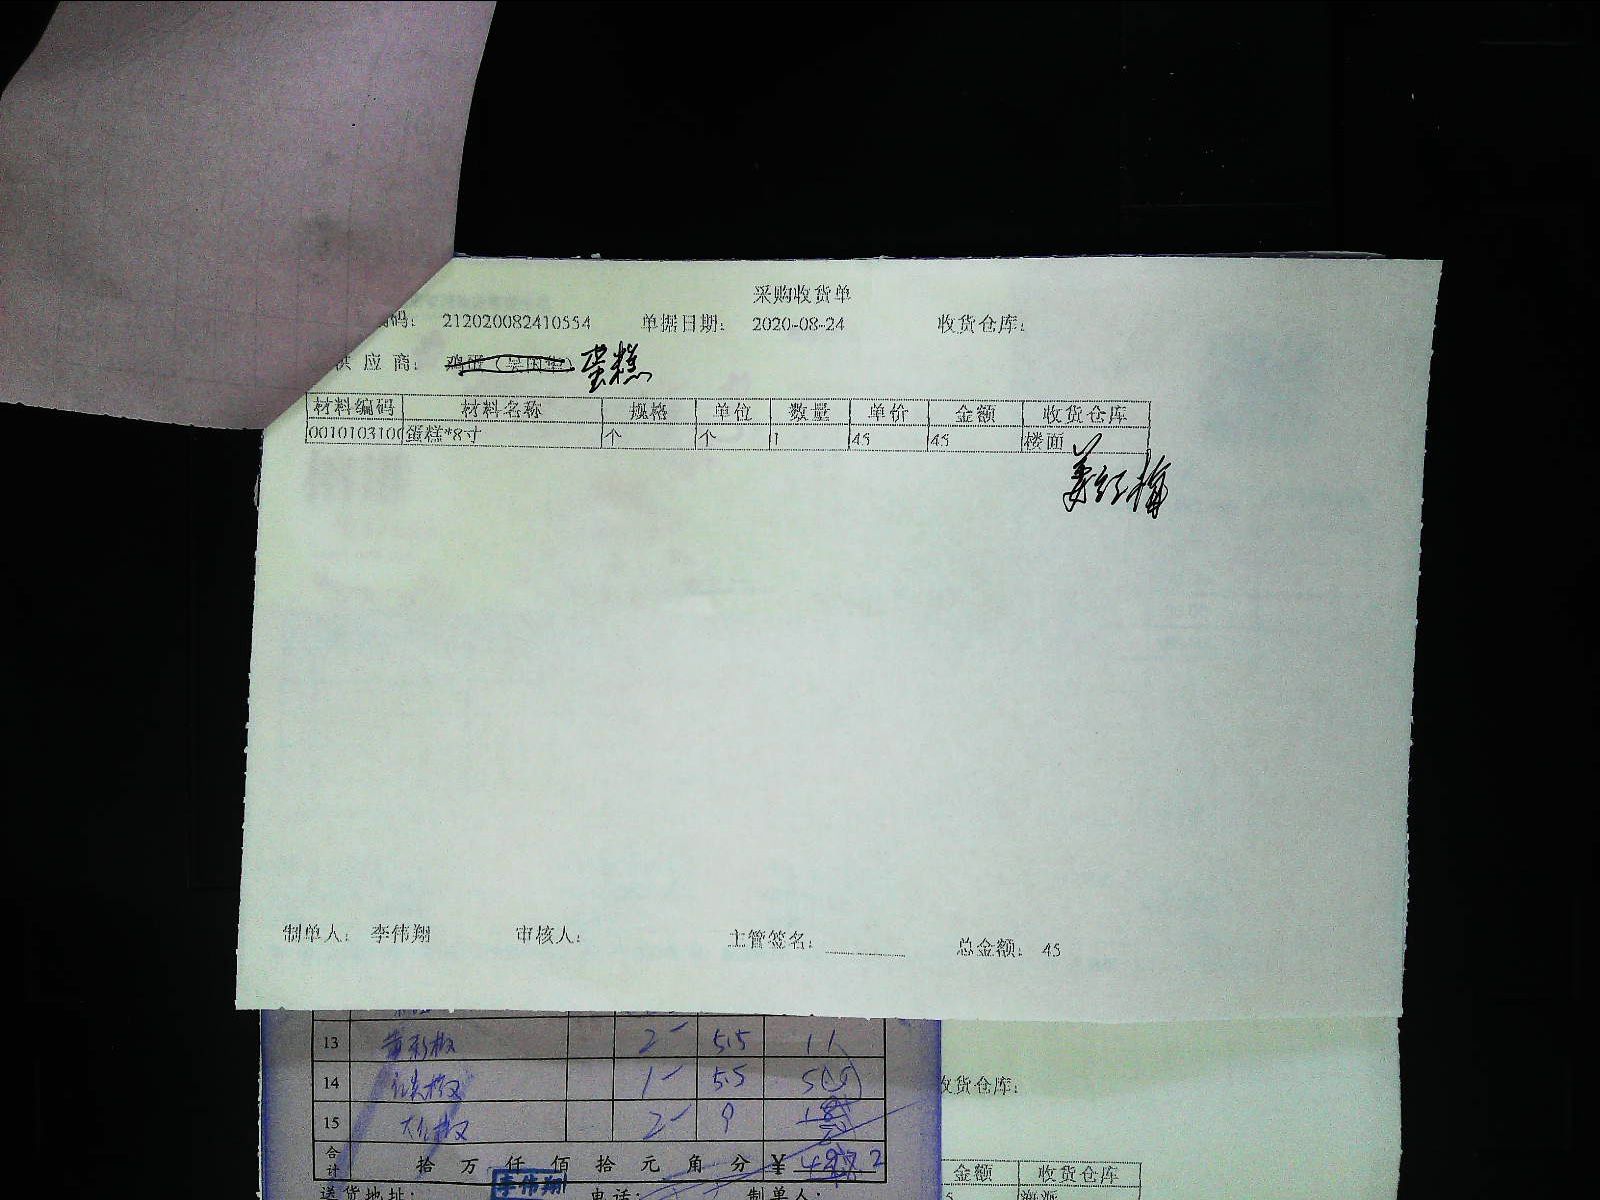 采购收货单
码： 212020082410554 单据日期： 2020-08-24 收货仓库：
供应商： 蛋糕
材料编码 材料名称 规格 单位 数量 单价 金额 收货仓库
0010103100 蛋糕*8寸 个 个 1 45 45 楼面
姜红梅
制单人： 李伟翔 审核人： 主管签名： 总金额： 45
13 2 5.5 11
14 1 5.5
15 2 9
收货仓库：
合计 拾 万 仟 佰 拾 元 角 分 ¥
金额 收货仓库
送货地址： 李伟翔 电话： 制单人：